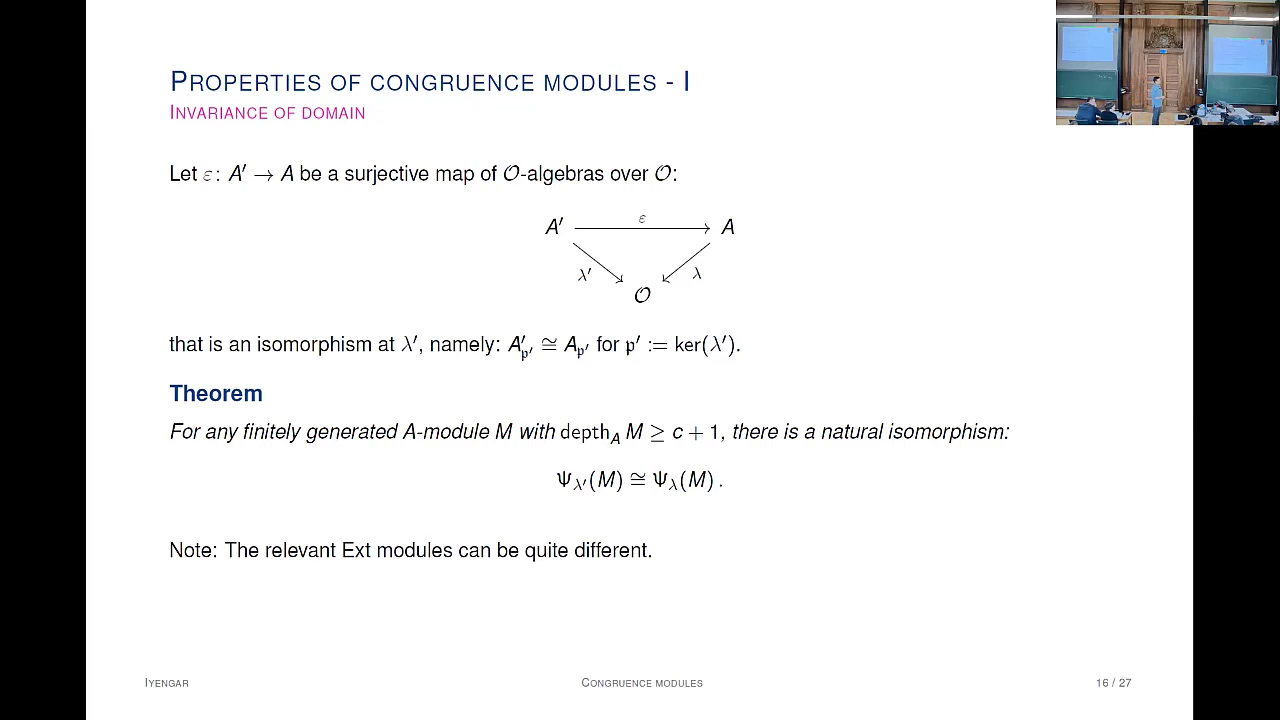 PROPERTIES OF CONGRUENCE MODULES - I
INVARIANCE OF DOMAIN
Let ε: A′ → A be a surjective map of 𝒪-algebras over 𝒪:
ε
A′ A
λ′ λ
𝒪
that is an isomorphism at λ′, namely: A′_𝔭′ ≅ A_𝔭′ for 𝔭′ := ker(λ′).
Theorem
For any finitely generated A-module M with depth_A M ≥ c + 1, there is a natural isomorphism:
Ψ_λ′(M) ≅ Ψ_λ(M) .
Note: The relevant Ext modules can be quite different.
IYENGAR CONGRUENCE MODULES 16 / 27